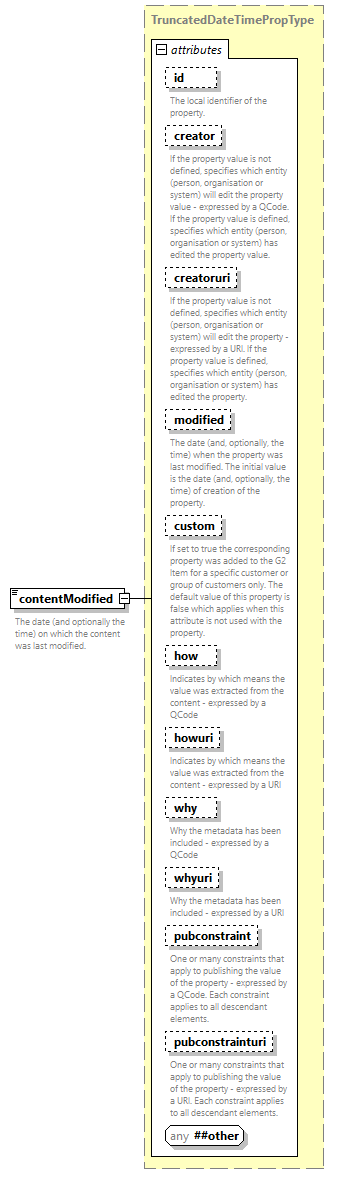 TruncatedDateTimePropType
attributes
id
The local identifier of the
property.
creator
If the property value is not
defined, specifies which entity
(person, organisation or
system) will edit the property
value - expressed by a QCode.
If the property value is defined,
specifies which entity (person,
organisation or system) has
edited the property value.
creatoruri
If the property value is not
defined, specifies which entity
(person, organisation or
system) will edit the property -
expressed by a URI. If the
property value is defined,
specifies which entity (person,
organisation or system) has
edited the property.
modified
The date (and, optionally, the
time) when the property was
last modified. The initial value
is the date (and, optionally, the
time) of creation of the
property.
custom
If set to true the corresponding
property was added to the G2
Item for a specific customer or
group of customers only. The
default value of this property is
false which applies when this
attribute is not used with the
property.
contentModified
The date (and optionally the
time) on which the content
was last modified.
how
Indicates by which means the
value was extracted from the
content - expressed by a
QCode
howuri
Indicates by which means the
value was extracted from the
content - expressed by a URI
why
Why the metadata has been
included - expressed by a
QCode
whyuri
Why the metadata has been
included - expressed by a URI
pubconstraint
One or many constraints that
apply to publishing the value
of the property - expressed by
a QCode. Each constraint
applies to all descendant
elements.
pubconstrainturi
One or many constraints that
apply to publishing the value
of the property - expressed by
a URI. Each constraint applies
to all descendant elements.
any ##other